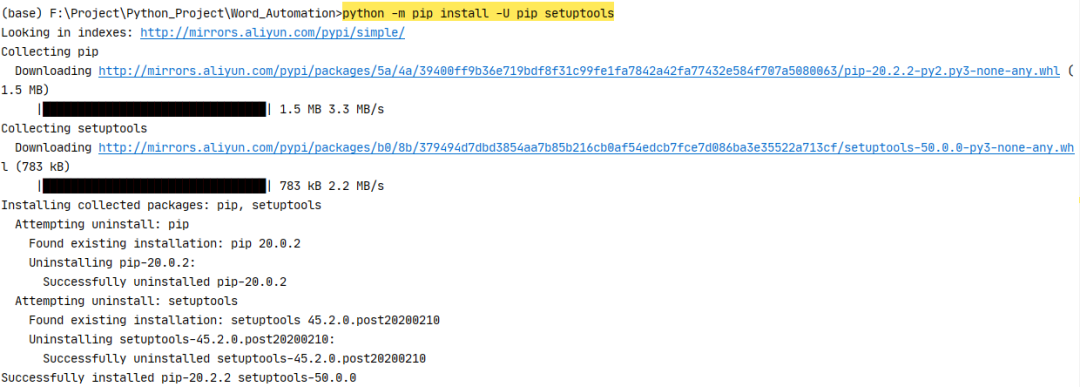 (base) F:\Project\Python_Project\Word_Automation>python -m pip install -U pip setuptools
Looking in indexes: http://mirrors.aliyun.com/pypi/simple/
Collecting pip
  Downloading http://mirrors.aliyun.com/pypi/packages/5a/4a/39400ff9b36e719bdf8f31c99fe1fa7842a42fa77432e584f707a5080063/pip-20.2.2-py2.py3-none-any.whl (
1.5 MB)
     |████████████████████████████████| 1.5 MB 3.3 MB/s
Collecting setuptools
  Downloading http://mirrors.aliyun.com/pypi/packages/b0/8b/379494d7dbd3854aa7b85b216cb0af54edcb7fce7d086ba3e35522a713cf/setuptools-50.0.0-py3-none-any.wh
l (783 kB)
     |████████████████████████████████| 783 kB 2.2 MB/s
Installing collected packages: pip, setuptools
  Attempting uninstall: pip
    Found existing installation: pip 20.0.2
    Uninstalling pip-20.0.2:
      Successfully uninstalled pip-20.0.2
  Attempting uninstall: setuptools
    Found existing installation: setuptools 45.2.0.post20200210
    Uninstalling setuptools-45.2.0.post20200210:
      Successfully uninstalled setuptools-45.2.0.post20200210
Successfully installed pip-20.2.2 setuptools-50.0.0